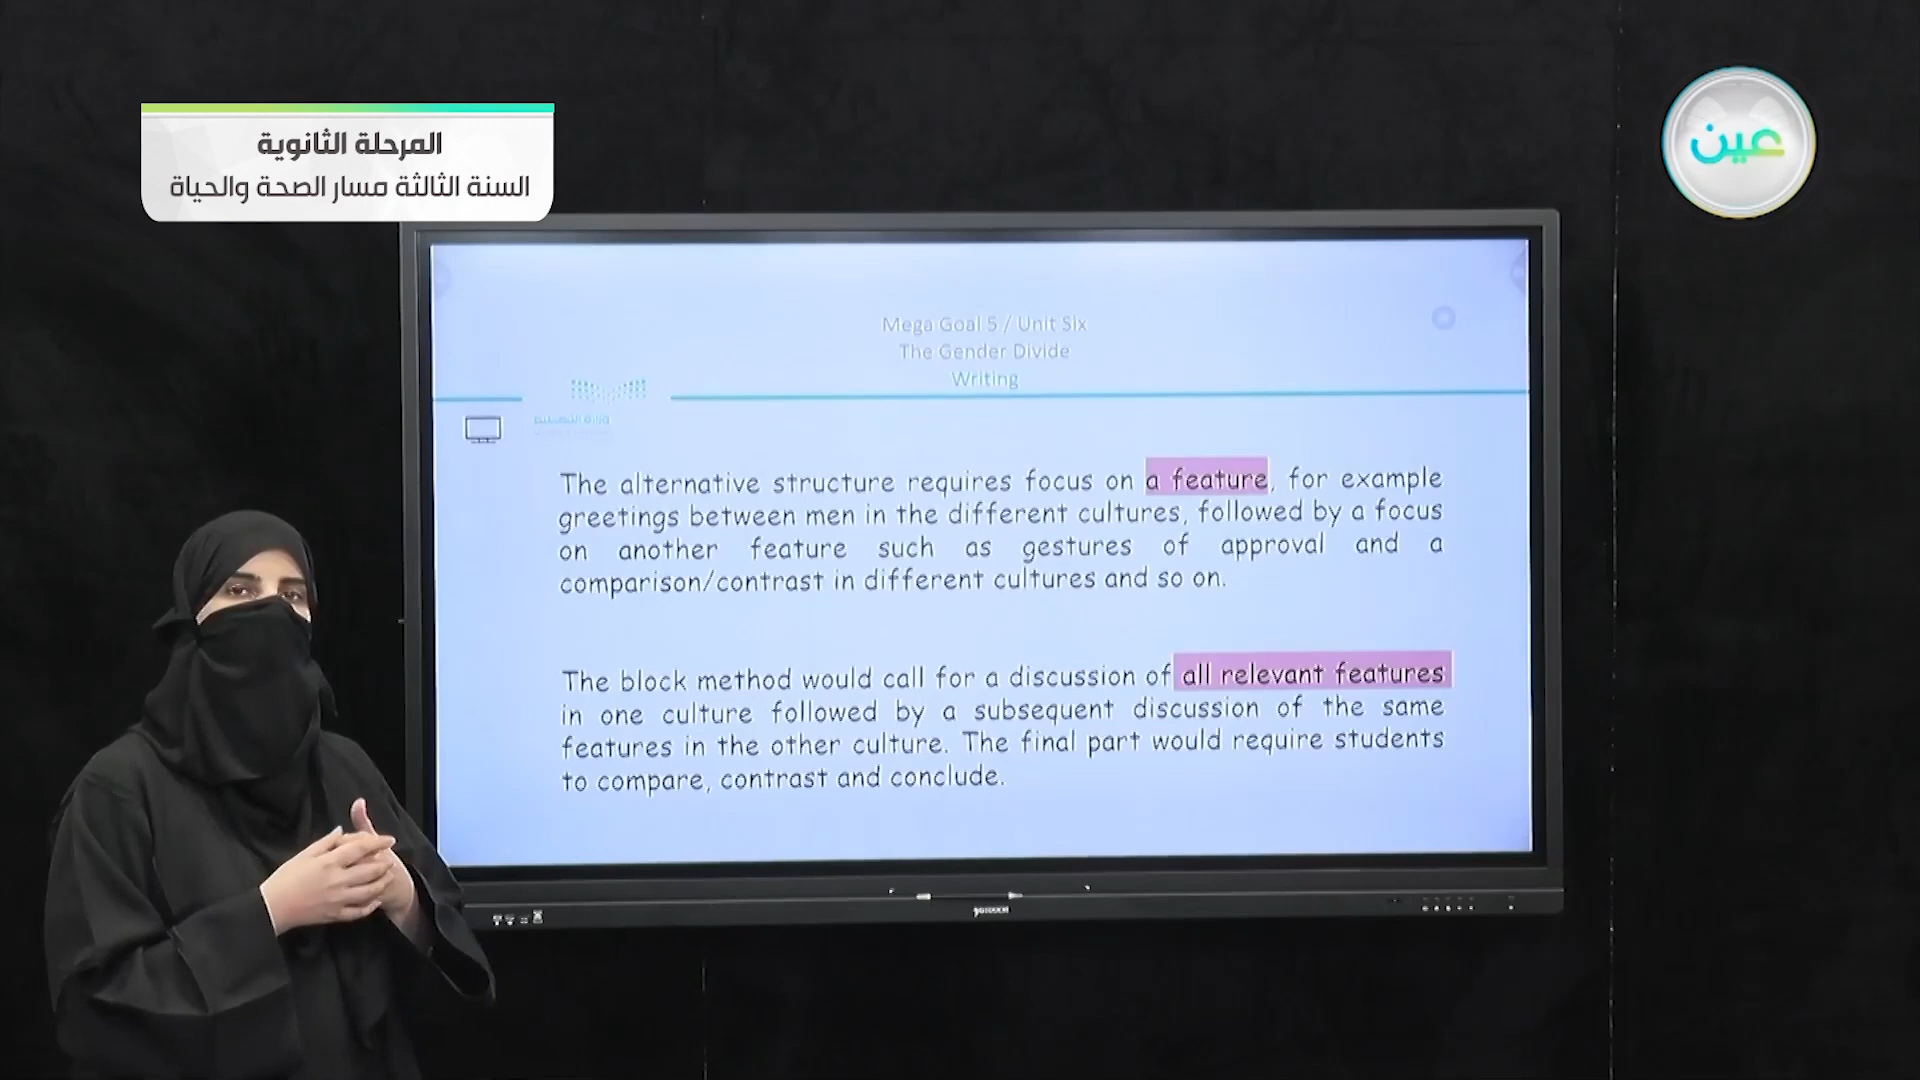 المرحلة الثانوية
السنة الثالثة مسار الصحة والحياة
عين
Mega Goal 5 / Unit Six
The Gender Divide
Writing
وزارة التعليم
The alternative structure requires focus on a feature, for example
greetings between men in the different cultures, followed by a focus
on another feature such as gestures of approval and a
comparison/contrast in different cultures and so on.
The block method would call for a discussion of all relevant features
in one culture followed by a subsequent discussion of the same
features in the other culture. The final part would require students
to compare, contrast and conclude.